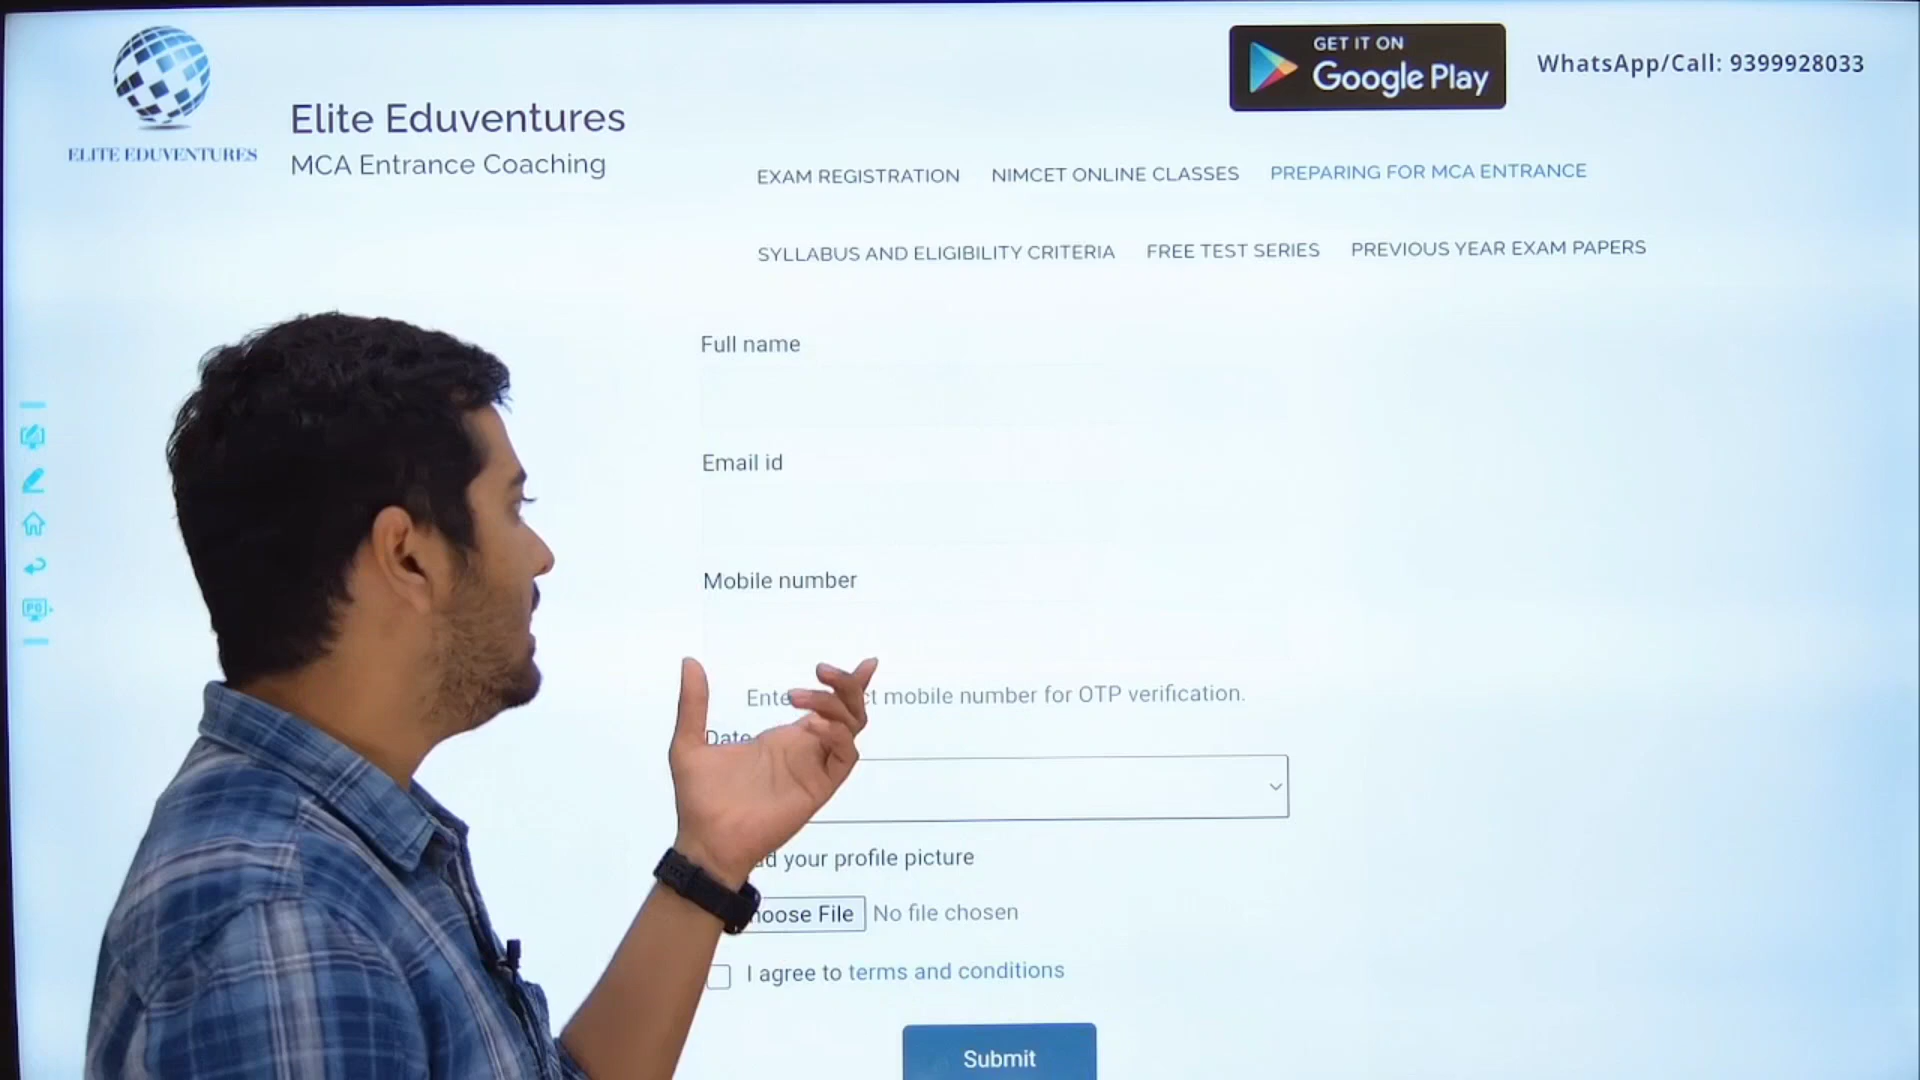 ELITE EDUVENTURES
Elite Eduventures
MCA Entrance Coaching
GET IT ON
Google Play
WhatsApp/Call: 9399928033
EXAM REGISTRATION NIMCET ONLINE CLASSES PREPARING FOR MCA ENTRANCE
SYLLABUS AND ELIGIBILITY CRITERIA FREE TEST SERIES PREVIOUS YEAR EXAM PAPERS
Full name
Email id
Mobile number
mobile number for OTP verification.
Date
your profile picture
File No file chosen
I agree to terms and conditions
Submit